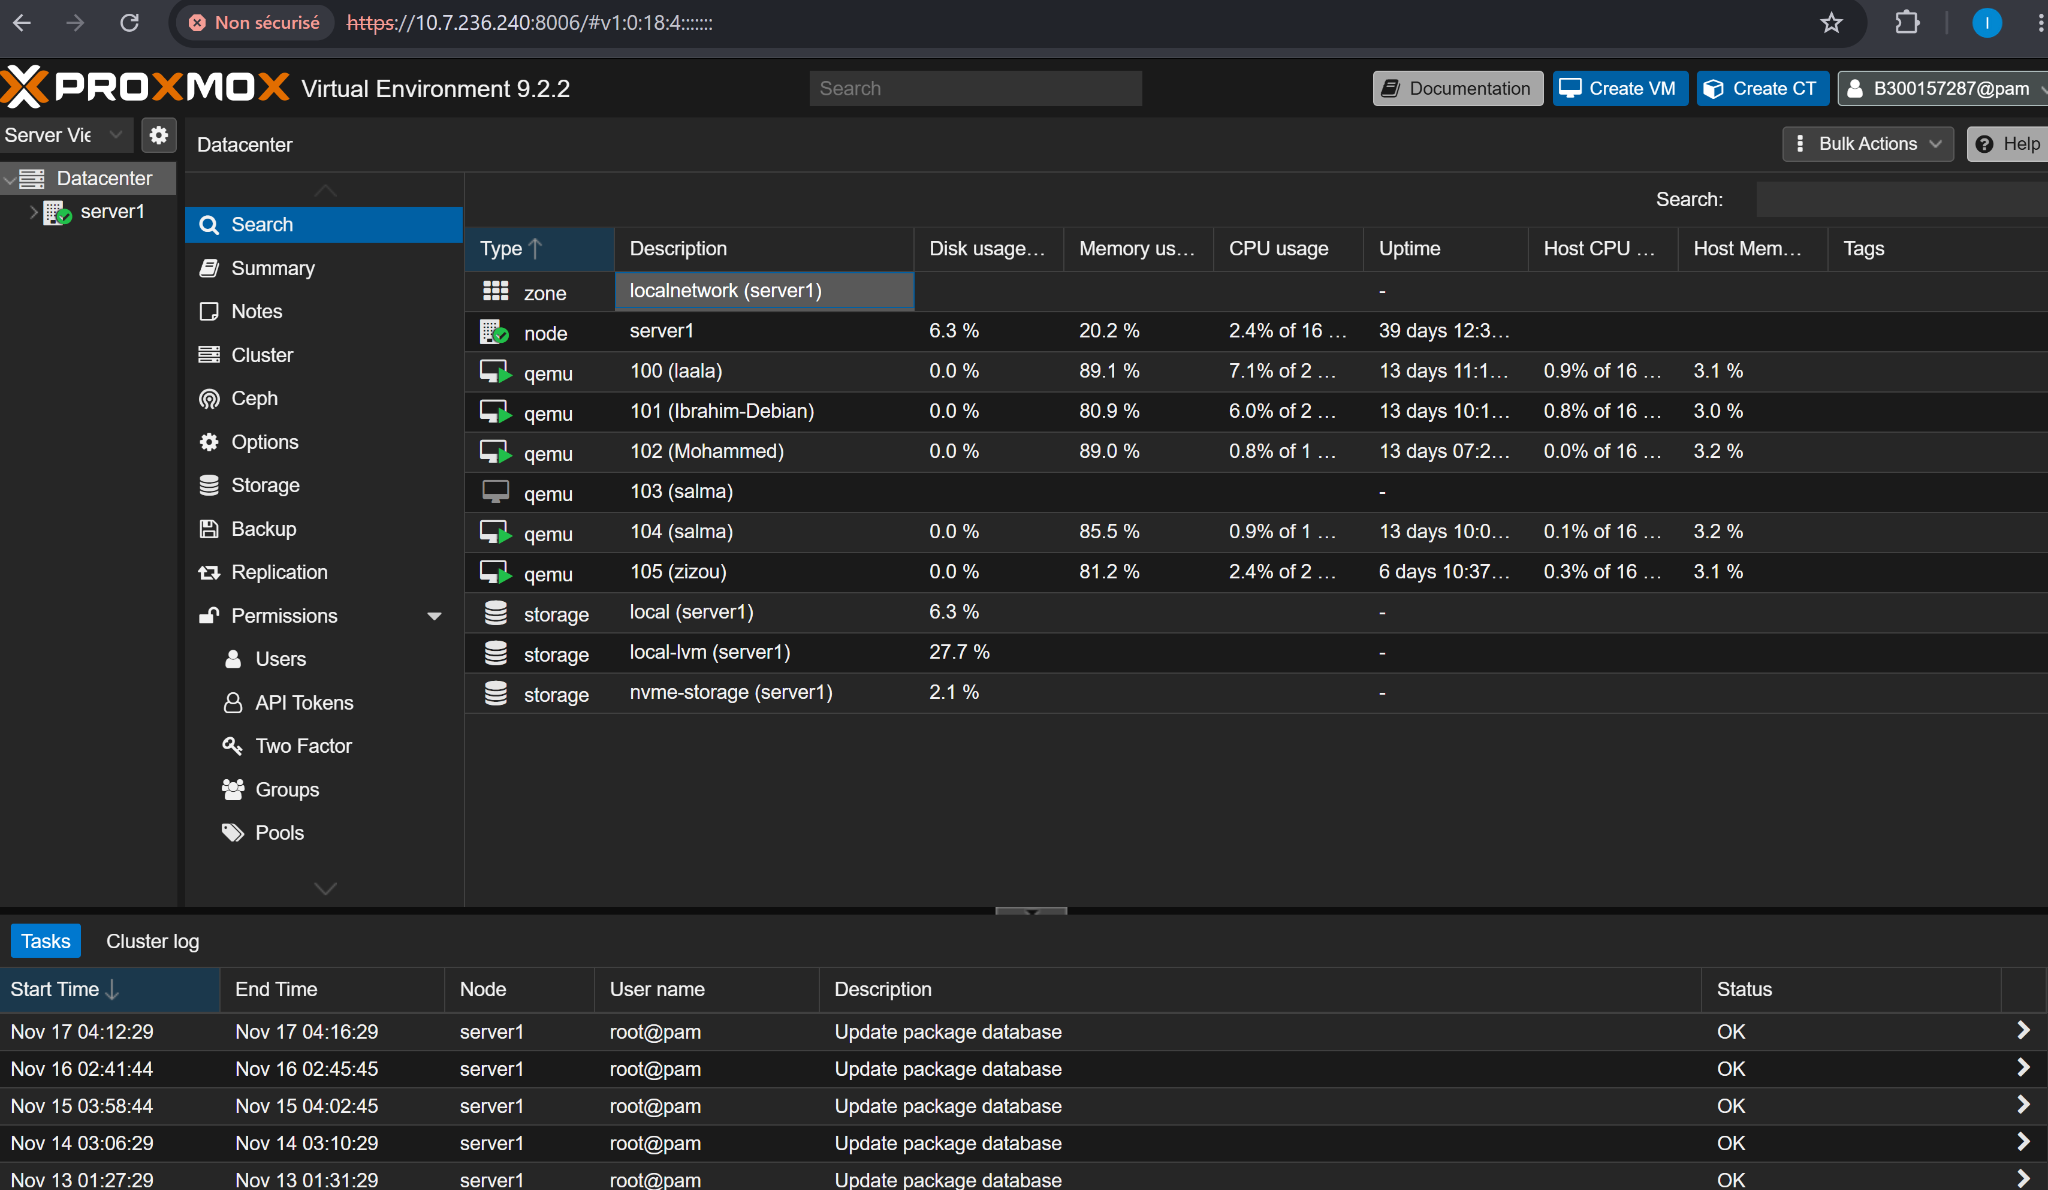 Non sécurisé https://10.7.236.240:8006/#v1:0:18:4:::::::
PROXMOX Virtual Environment 9.2.2 Search Documentation Create VM Create CT B300157287@pam
Server Vie Datacenter Bulk Actions Help
Datacenter
server1
Search
Summary
Notes
Cluster
Ceph
Options
Storage
Backup
Replication
Permissions
Users
API Tokens
Two Factor
Groups
Pools
Search:
Type Description Disk usage... Memory us... CPU usage Uptime Host CPU ... Host Mem... Tags
zone localnetwork (server1) -
node server1 6.3 % 20.2 % 2.4% of 16 ... 39 days 12:3...
qemu 100 (laala) 0.0 % 89.1 % 7.1% of 2 ... 13 days 11:1... 0.9% of 16 ... 3.1 %
qemu 101 (Ibrahim-Debian) 0.0 % 80.9 % 6.0% of 2 ... 13 days 10:1... 0.8% of 16 ... 3.0 %
qemu 102 (Mohammed) 0.0 % 89.0 % 0.8% of 1 ... 13 days 07:2... 0.0% of 16 ... 3.2 %
qemu 103 (salma) -
qemu 104 (salma) 0.0 % 85.5 % 0.9% of 1 ... 13 days 10:0... 0.1% of 16 ... 3.2 %
qemu 105 (zizou) 0.0 % 81.2 % 2.4% of 2 ... 6 days 10:37... 0.3% of 16 ... 3.1 %
storage local (server1) 6.3 % -
storage local-lvm (server1) 27.7 % -
storage nvme-storage (server1) 2.1 % -
Tasks Cluster log
Start Time End Time Node User name Description Status
Nov 17 04:12:29 Nov 17 04:16:29 server1 root@pam Update package database OK
Nov 16 02:41:44 Nov 16 02:45:45 server1 root@pam Update package database OK
Nov 15 03:58:44 Nov 15 04:02:45 server1 root@pam Update package database OK
Nov 14 03:06:29 Nov 14 03:10:29 server1 root@pam Update package database OK
Nov 13 01:27:29 Nov 13 01:31:29 server1 root@pam Update package database OK